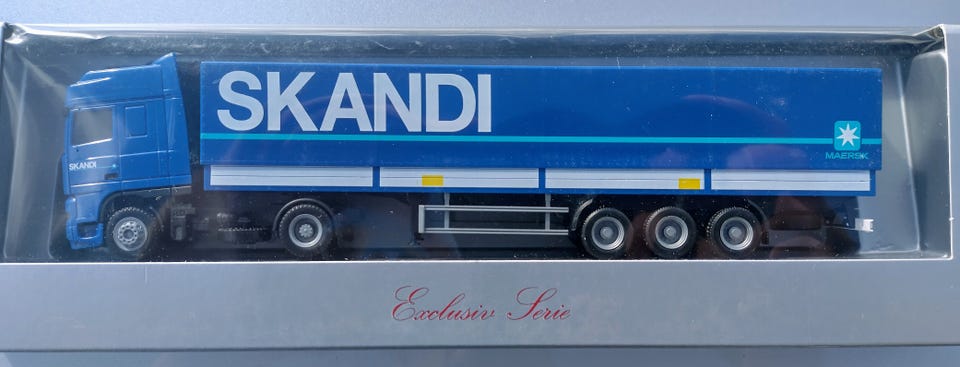 SKANDI
SKANDI
MAERSK
Exclusiv Serie